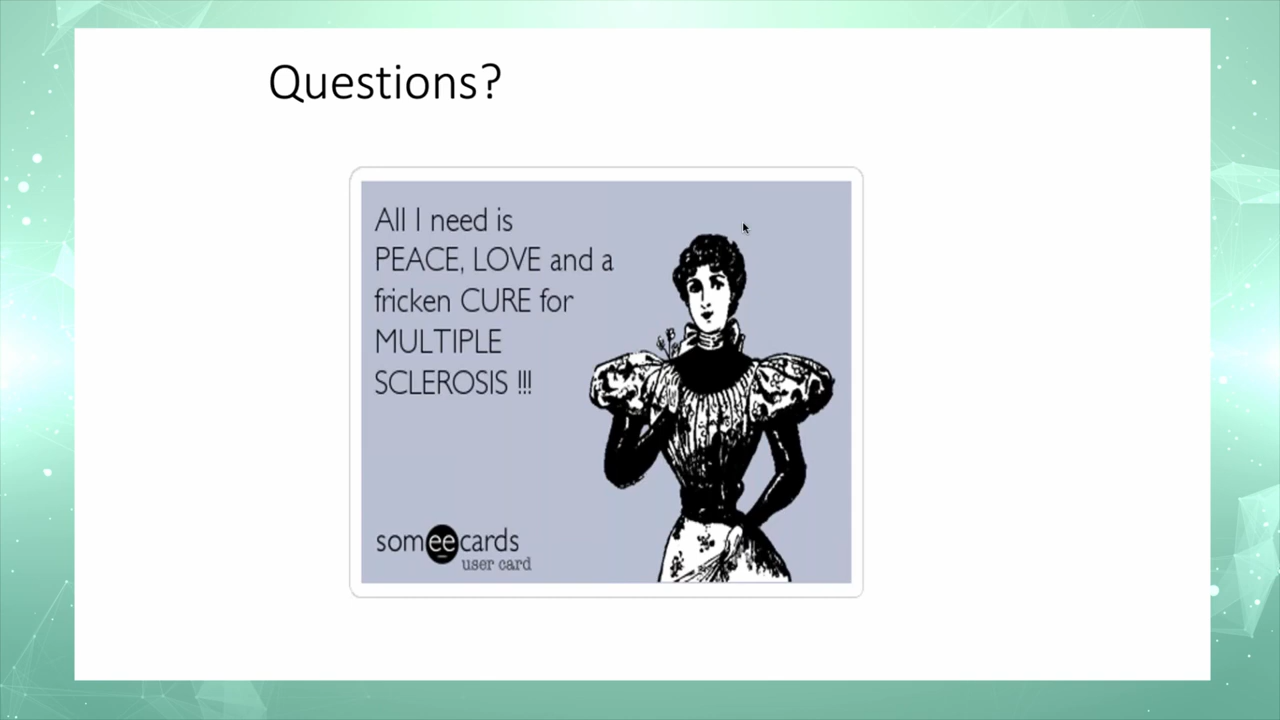 Questions?
All I need is
PEACE, LOVE and a
fricken CURE for
MULTIPLE
SCLEROSIS !!!
someecards
user card